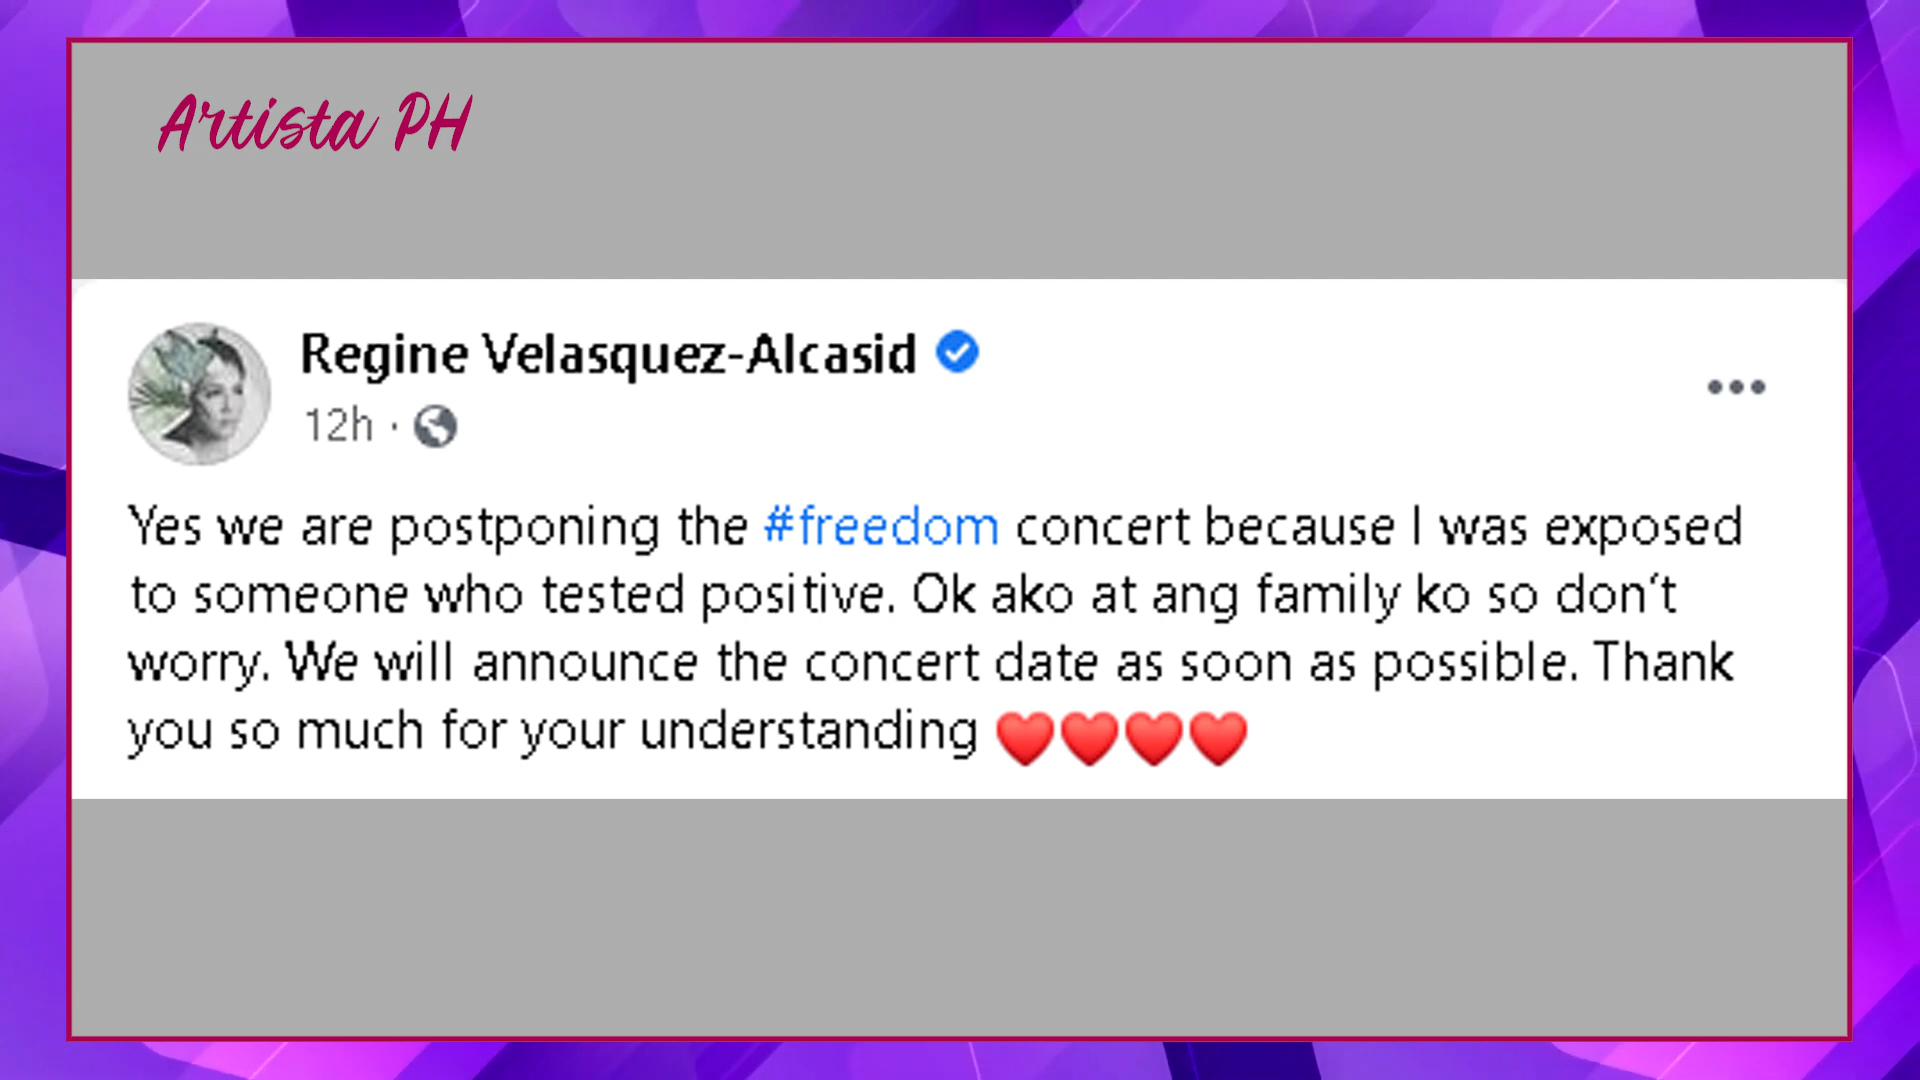 Artista PH
Regine Velasquez-Alcasid
12h ·
Yes we are postponing the #freedom concert because I was exposed
to someone who tested positive. Ok ako at ang family ko so don't
worry. We will announce the concert date as soon as possible. Thank
you so much for your understanding ❤️❤️❤️❤️